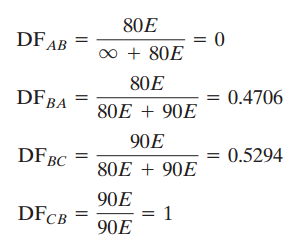 DF_AB = 80E / (∞ + 80E) = 0
DF_BA = 80E / (80E + 90E) = 0.4706
DF_BC = 90E / (80E + 90E) = 0.5294
DF_CB = 90E / 90E = 1